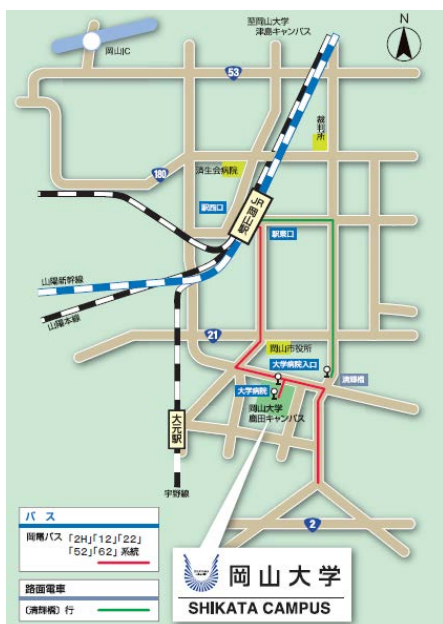 至岡山大学
津島キャンパス
N
岡山IC
53
裁判所
180
済生会病院
駅西口
JR岡山駅
駅東口
山陽新幹線
山陽本線
21
岡山市役所
大学病院入口
清輝橋
大学病院
岡山大学
鹿田キャンパス
大元駅
宇野線
2
バス
岡電バス 「2H」「12」「22」
「52」「62」系統
路面電車
〔清輝橋〕行
岡山大学
SHIKATA CAMPUS